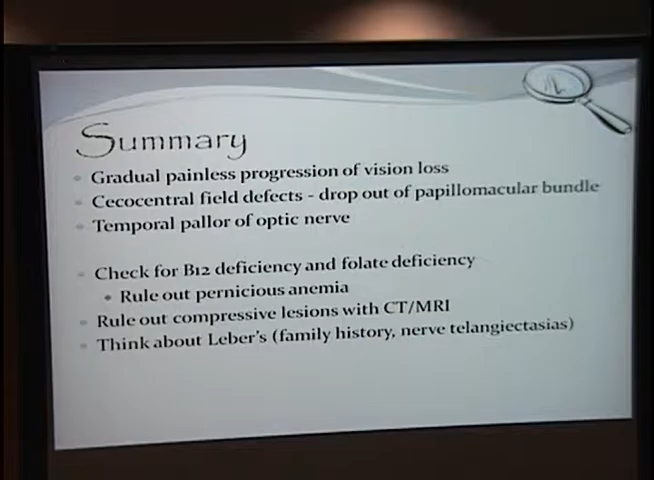 Summary
Gradual painless progression of vision loss
Cecocentral field defects - drop out of papillomacular bundle
Temporal pallor of optic nerve
Check for B12 deficiency and folate deficiency
Rule out pernicious anemia
Rule out compressive lesions with CT/MRI
Think about Leber's (family history, nerve telangiectasias)